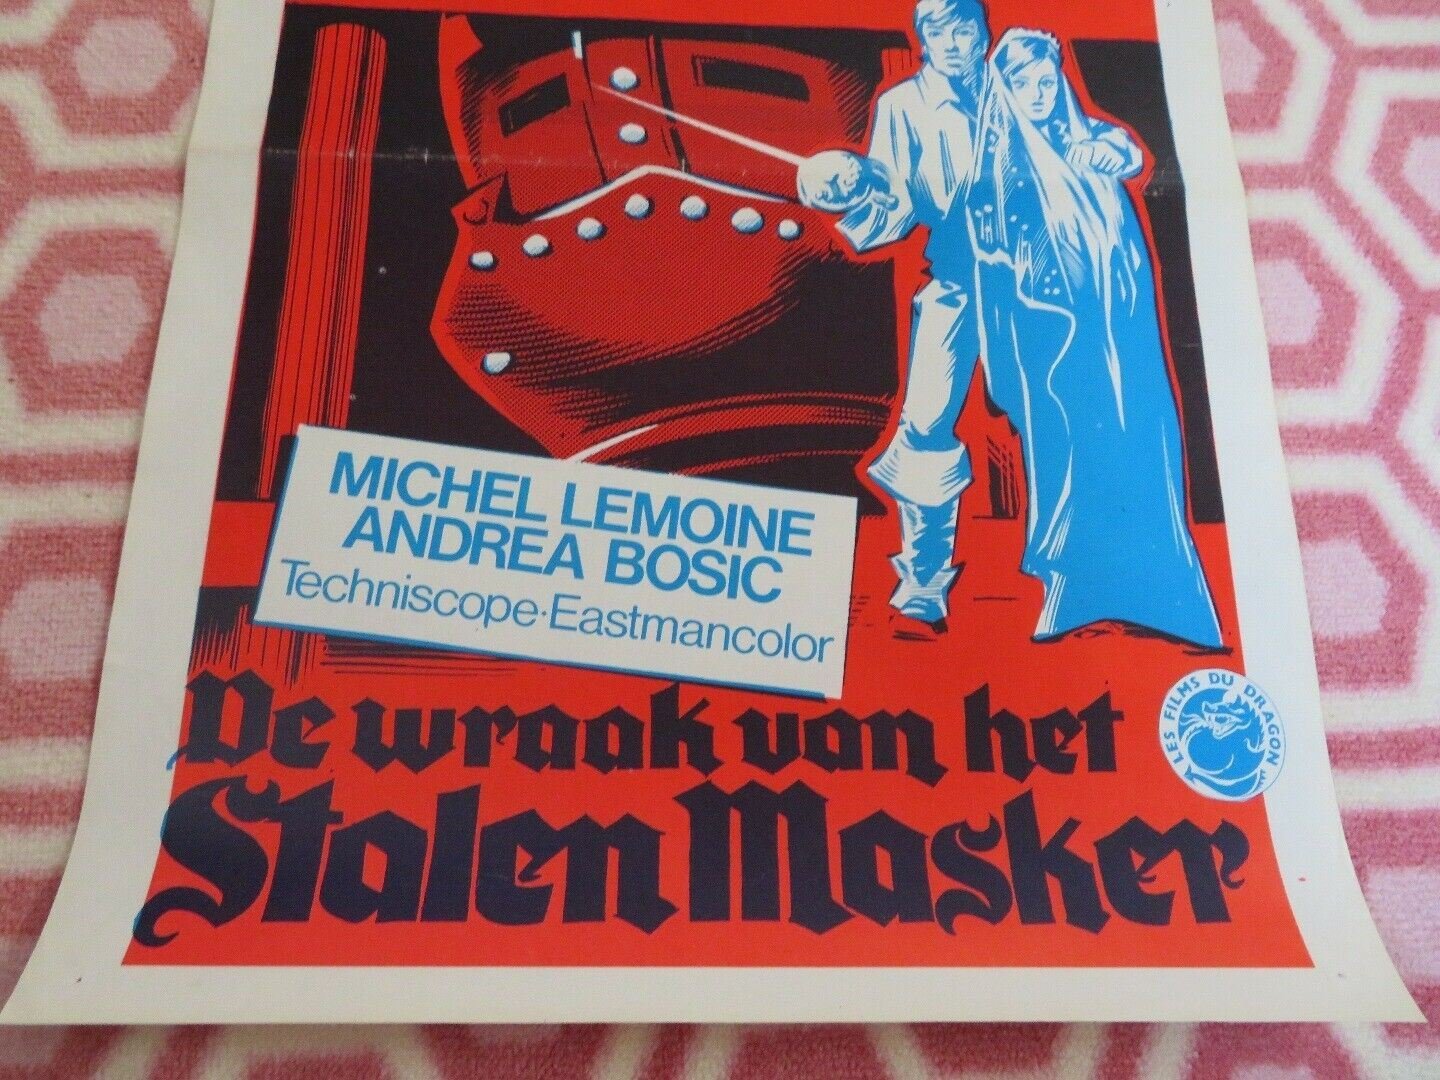 MICHEL LEMOINE
ANDREA BOSIC
Techniscope·Eastmancolor
De wraak van het
Stalen Masker
LES FILMS DU DRAGON